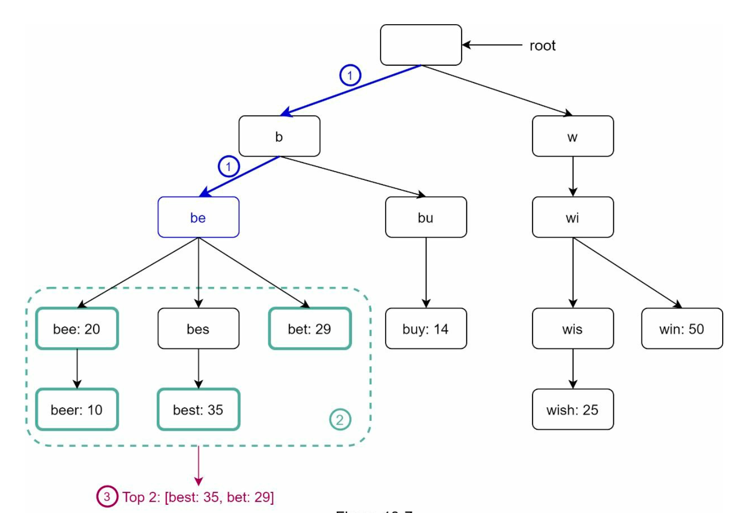 root
1
b
w
1
be
bu
wi
bee: 20
bes
bet: 29
buy: 14
wis
win: 50
beer: 10
best: 35
2
wish: 25
3 Top 2: [best: 35, bet: 29]